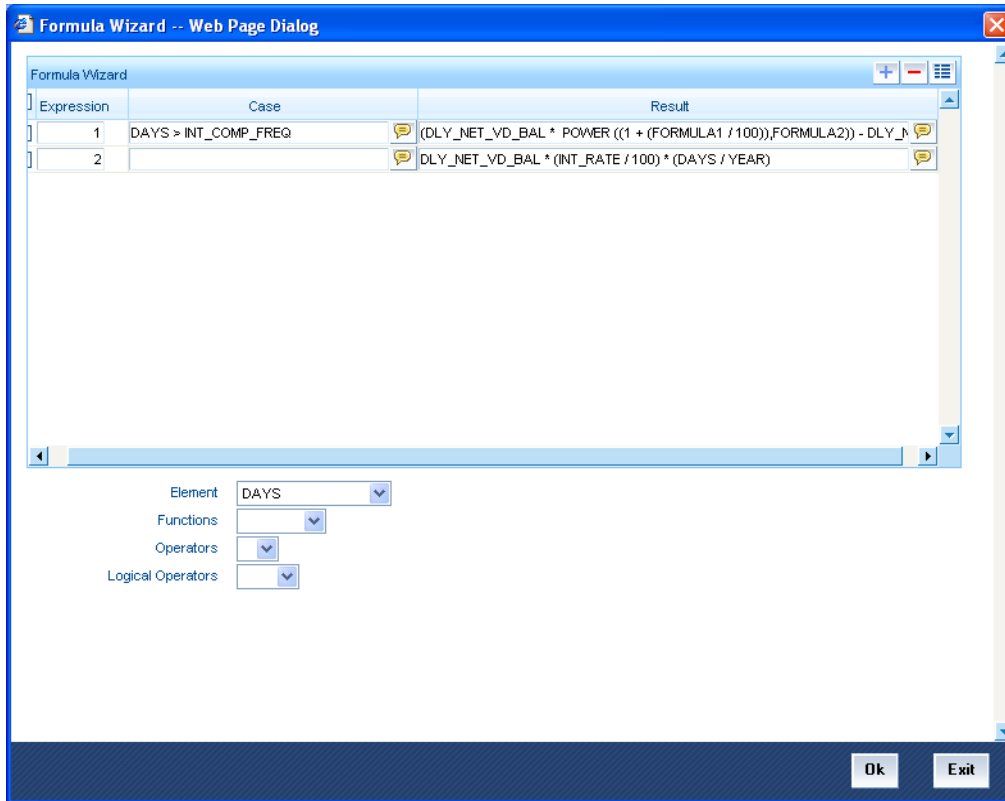 Formula Wizard -- Web Page Dialog
Formula Wizard
Expression Case Result
1 DAYS > INT_COMP_FREQ (DLY_NET_VD_BAL * POWER ((1 + (FORMULA1 / 100)),FORMULA2)) - DLY_N
2 DLY_NET_VD_BAL * (INT_RATE / 100) * (DAYS / YEAR)
Element DAYS
Functions
Operators
Logical Operators
Ok Exit